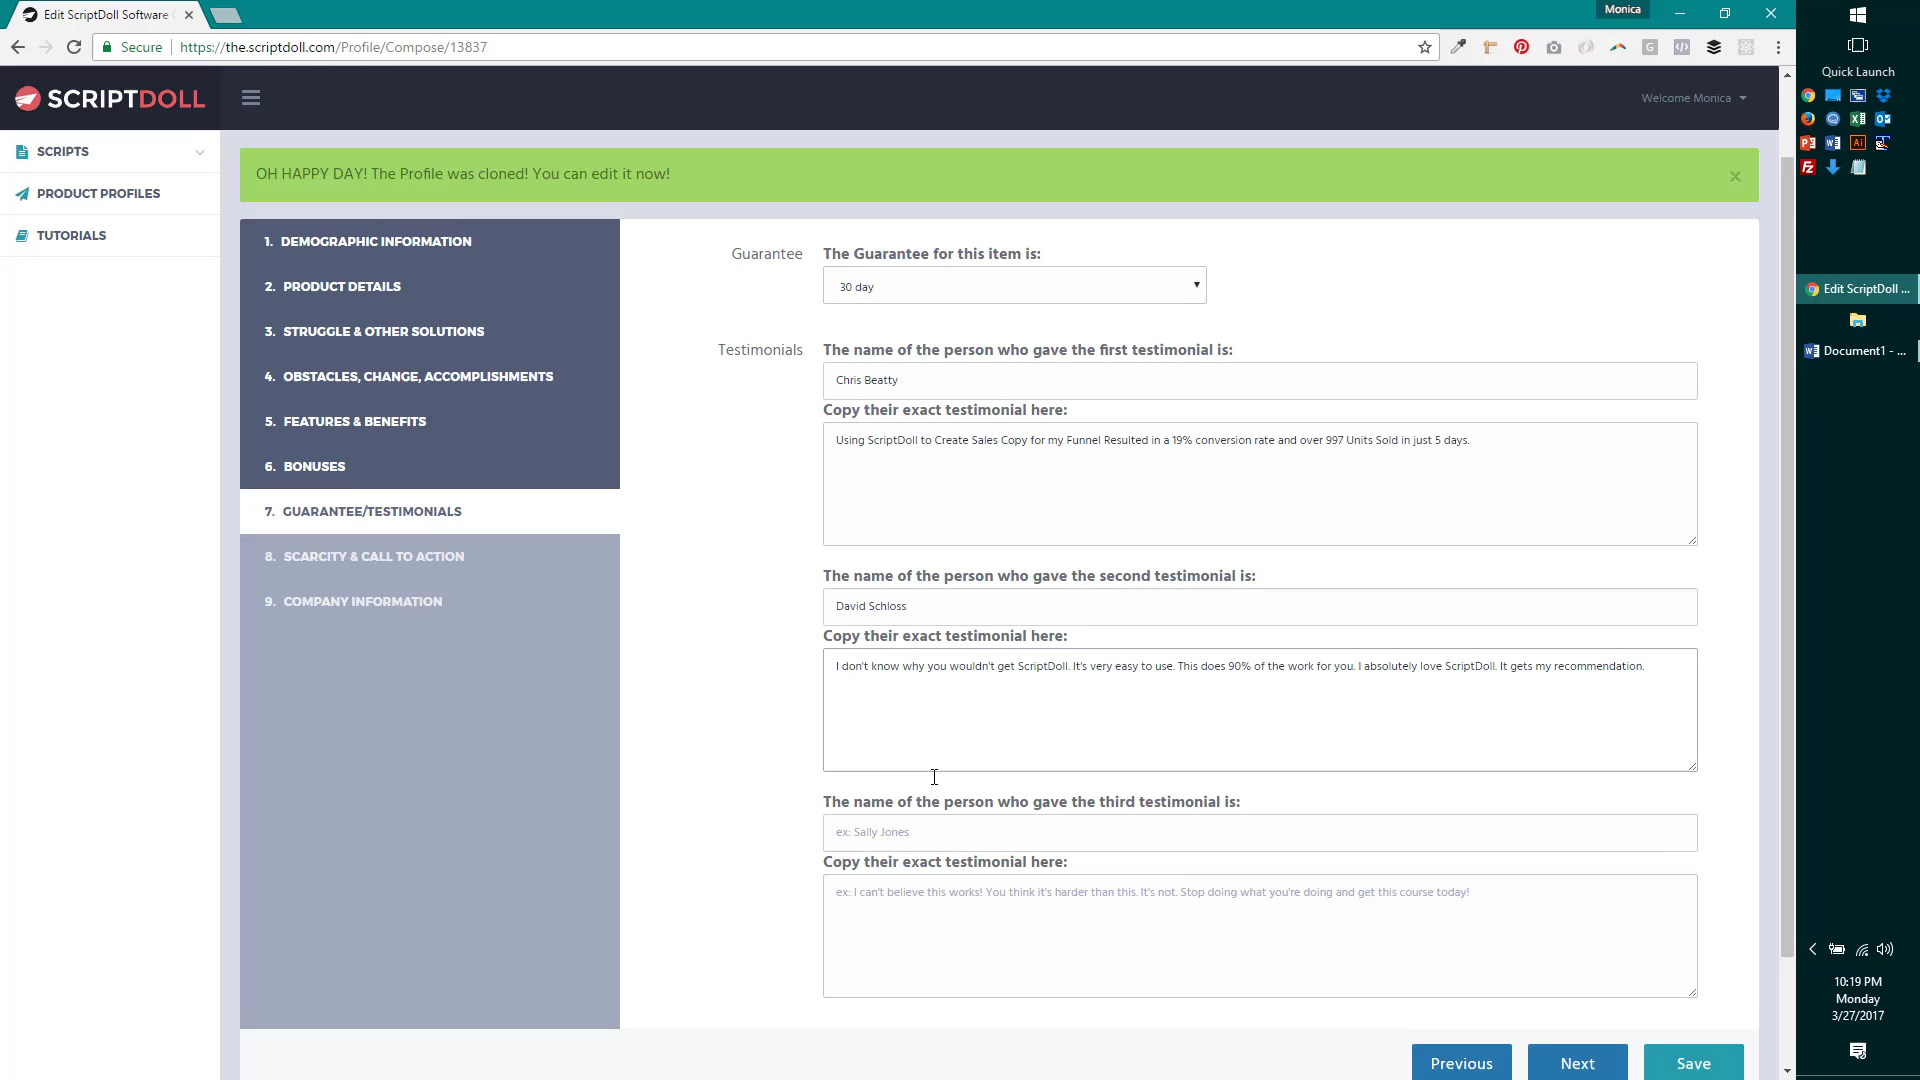 Edit ScriptDoll Software
Monica
Secure
https://the.scriptdoll.com/Profile/Compose/13837
Quick Launch
SCRIPTDOLL
Welcome Monica
SCRIPTS
PRODUCT PROFILES
TUTORIALS
OH HAPPY DAY! The Profile was cloned! You can edit it now!
1. DEMOGRAPHIC INFORMATION
2. PRODUCT DETAILS
3. STRUGGLE & OTHER SOLUTIONS
4. OBSTACLES, CHANGE, ACCOMPLISHMENTS
5. FEATURES & BENEFITS
6. BONUSES
7. GUARANTEE/TESTIMONIALS
8. SCARCITY & CALL TO ACTION
9. COMPANY INFORMATION
Guarantee
The Guarantee for this item is:
30 day
Testimonials
The name of the person who gave the first testimonial is:
Chris Beatty
Copy their exact testimonial here:
Using ScriptDoll to Create Sales Copy for my Funnel Resulted in a 19% conversion rate and over 997 Units Sold in just 5 days.
The name of the person who gave the second testimonial is:
David Schloss
Copy their exact testimonial here:
I don't know why you wouldn't get ScriptDoll. It's very easy to use. This does 90% of the work for you. I absolutely love ScriptDoll. It gets my recommendation.
The name of the person who gave the third testimonial is:
ex: Sally Jones
Copy their exact testimonial here:
ex: I can't believe this works! You think it's harder than this. It's not. Stop doing what you're doing and get this course today!
Previous
Next
Save
Edit ScriptDoll ...
Document1 - ...
10:19 PM
Monday
3/27/2017